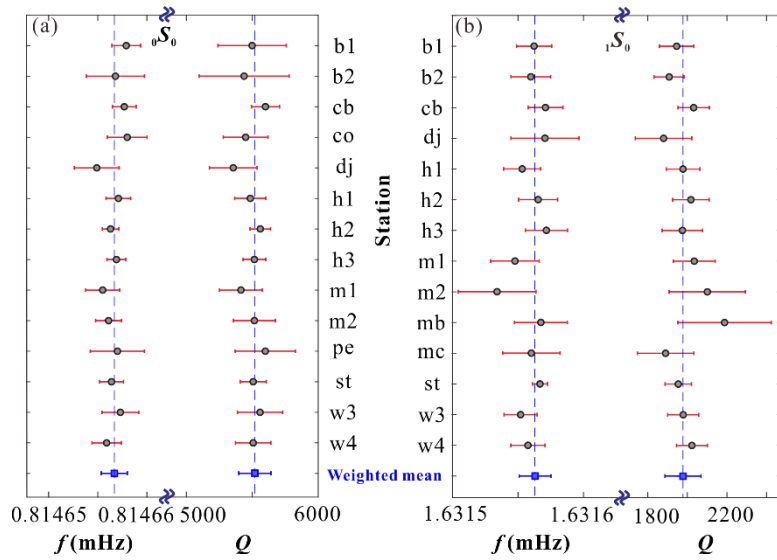 (a)
₀S₀
b1
b2
cb
co
dj
h1
h2
h3
m1
m2
pe
st
w3
w4
Weighted mean
0.81465
0.81466
5000
6000
f (mHz)
Q
Station
(b)
₁S₀
b1
b2
cb
dj
h1
h2
h3
m1
m2
mb
mc
st
w3
w4
1.6315
1.6316
1800
2200
f (mHz)
Q